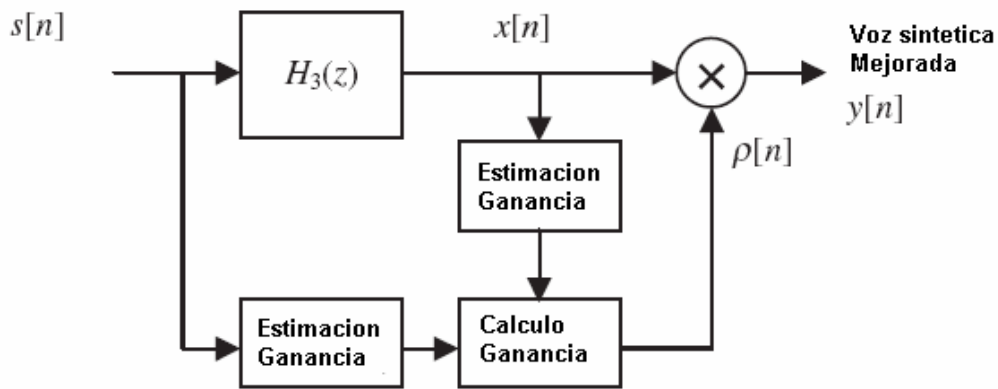 s[n]
x[n]
Voz sintetica
Mejorada
H₃(z)
×
y[n]
ρ[n]
Estimacion
Ganancia
Estimacion
Ganancia
Calculo
Ganancia